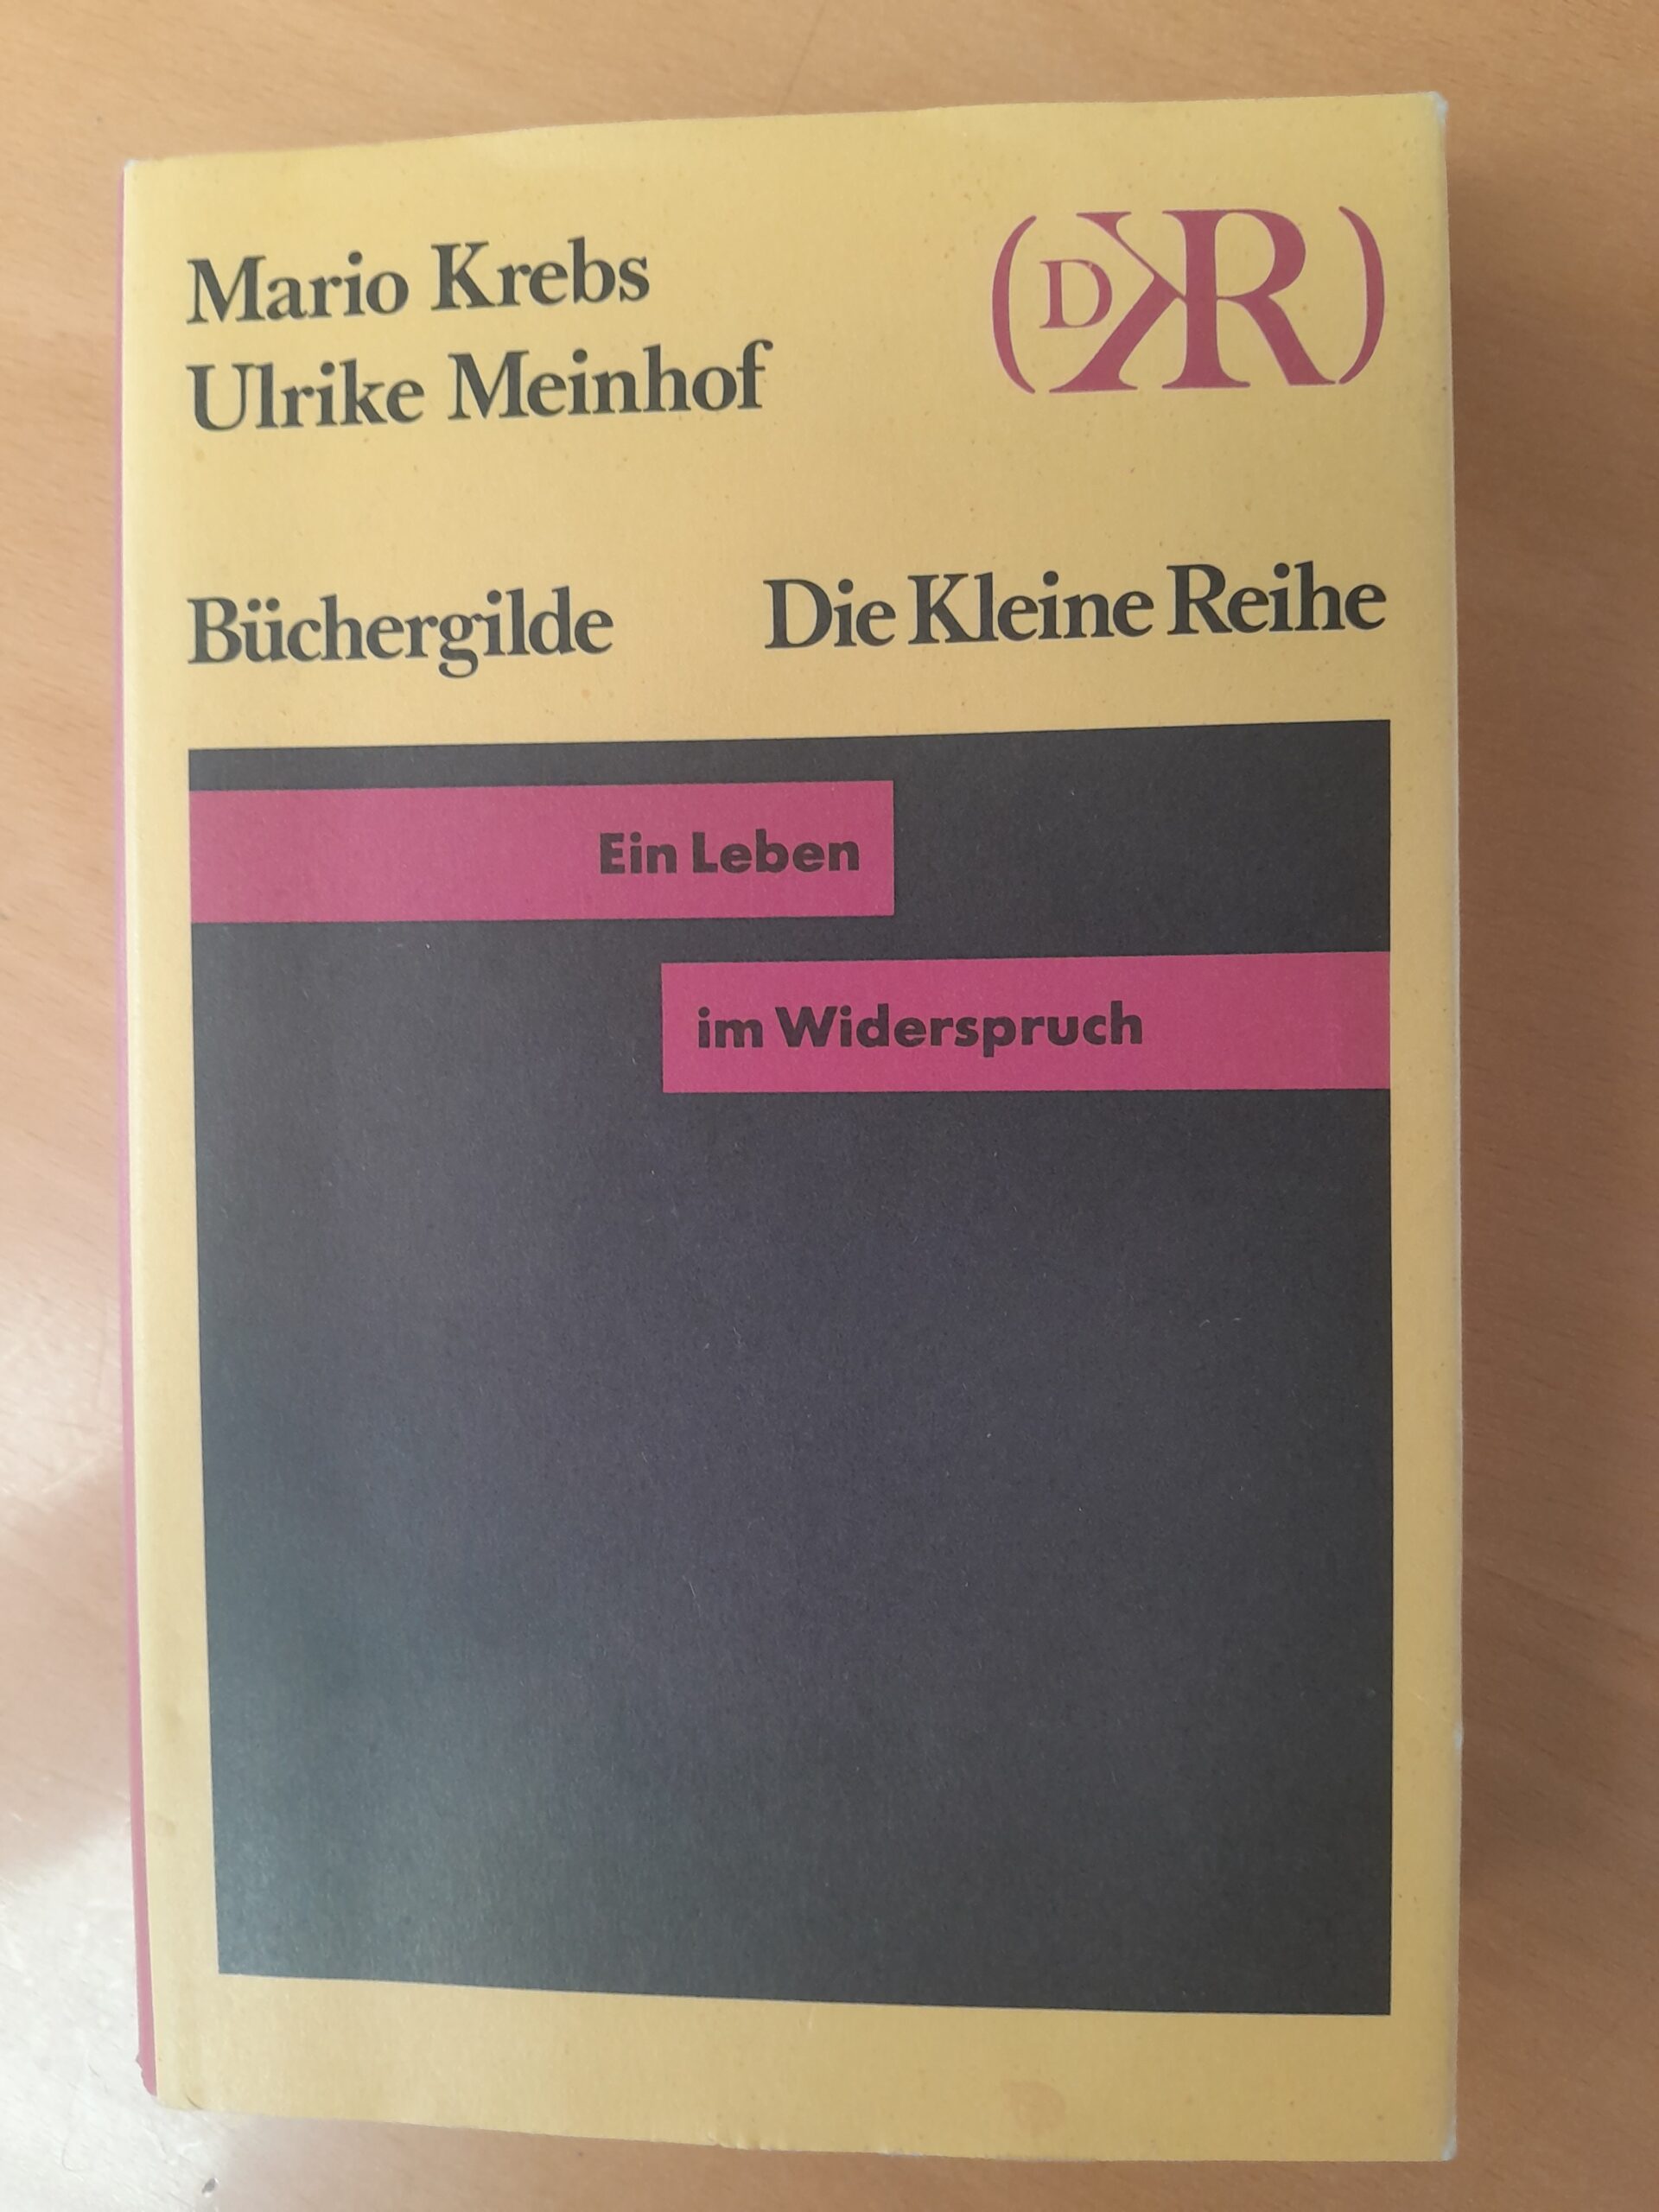 Mario Krebs
Ulrike Meinhof
(DKR)
Büchergilde Die Kleine Reihe
Ein Leben
im Widerspruch